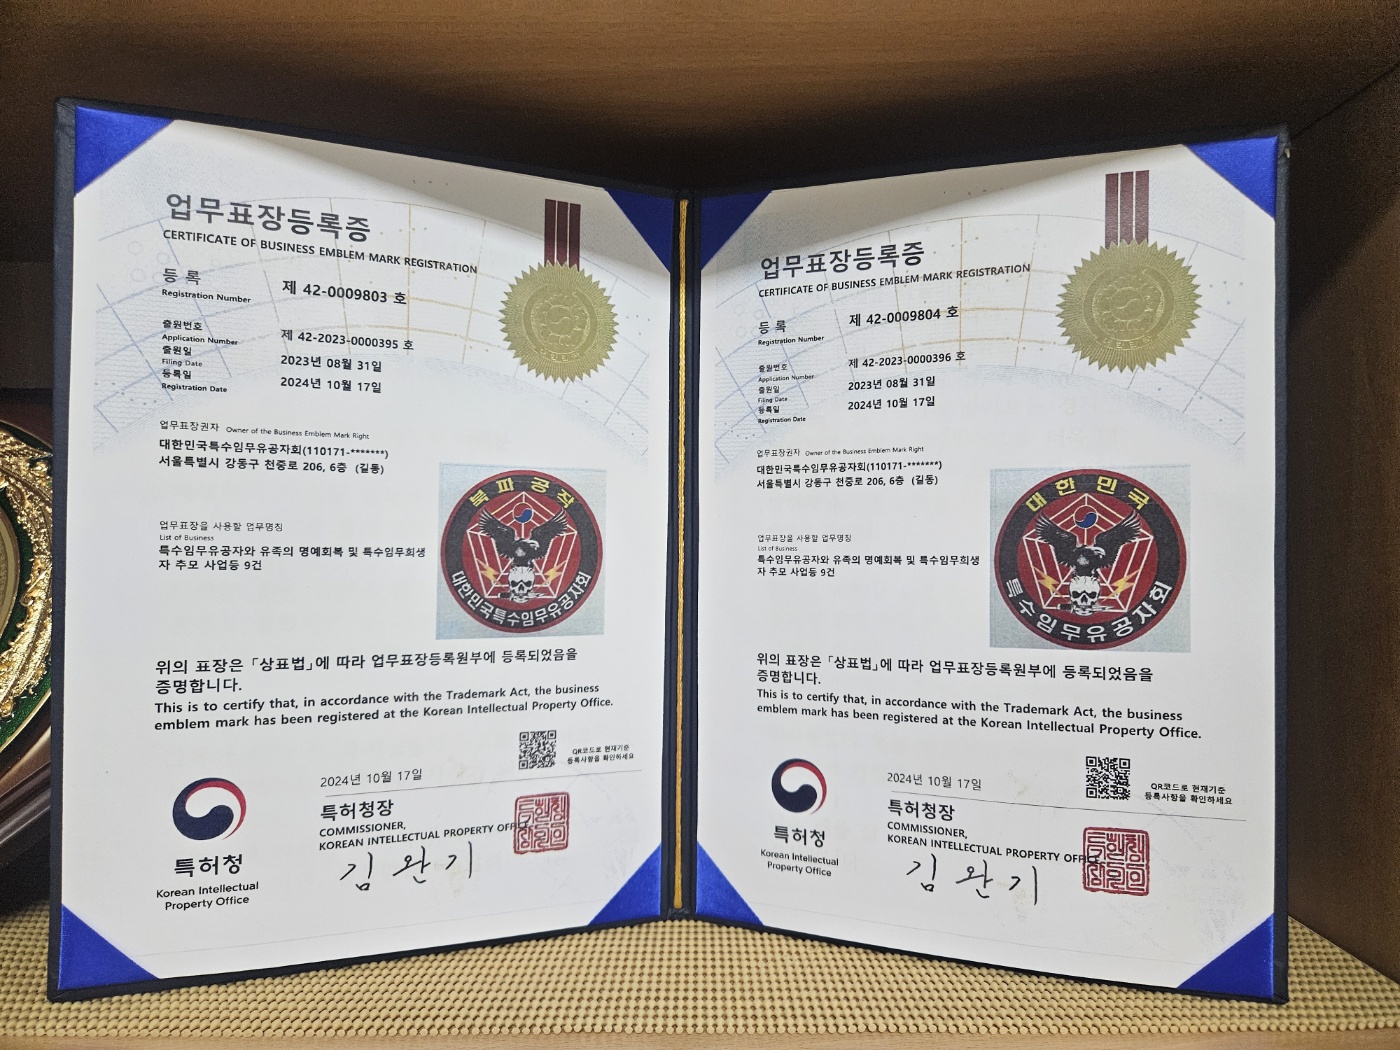 업무표장등록증
CERTIFICATE OF BUSINESS EMBLEM MARK REGISTRATION
등 록
Registration Number
제 42-0009803 호
출원번호
Application Number
제 42-2023-0000395 호
출원일
Filing Date
2023년 08월 31일
등록일
Registration Date
2024년 10월 17일
업무표장권자 Owner of the Business Emblem Mark Right
대한민국특수임무유공자회(110171-*******)
서울특별시 강동구 천중로 206, 6층 (길동)
업무표장을 사용할 업무명칭
List of Business
특수임무유공자와 유족의 명예회복 및 특수임무희생
자 추모 사업등 9건
북파공작
대한민국특수임무유공자회
위의 표장은 「상표법」에 따라 업무표장등록원부에 등록되었음을
증명합니다.
This is to certify that, in accordance with the Trademark Act, the business
emblem mark has been registered at the Korean Intellectual Property Office.
QR코드로 현재기준
등록사항을 확인하세요
2024년 10월 17일
특허청장
COMMISSIONER,
KOREAN INTELLECTUAL PROPERTY OFFICE
김완기
특허청
Korean Intellectual
Property Office
업무표장등록증
CERTIFICATE OF BUSINESS EMBLEM MARK REGISTRATION
등 록
Registration Number
제 42-0009804 호
출원번호
Application Number
제 42-2023-0000396 호
출원일
Filing Date
2023년 08월 31일
등록일
Registration Date
2024년 10월 17일
업무표장권자 Owner of the Business Emblem Mark Right
대한민국특수임무유공자회(110171-*******)
서울특별시 강동구 천중로 206, 6층 (길동)
업무표장을 사용할 업무명칭
List of Business
특수임무유공자와 유족의 명예회복 및 특수임무희생
자 추모 사업등 9건
대한민국
특수임무유공자회
위의 표장은 「상표법」에 따라 업무표장등록원부에 등록되었음을
증명합니다.
This is to certify that, in accordance with the Trademark Act, the business
emblem mark has been registered at the Korean Intellectual Property Office.
QR코드로 현재기준
등록사항을 확인하세요
2024년 10월 17일
특허청장
COMMISSIONER,
KOREAN INTELLECTUAL PROPERTY OFFICE
김완기
특허청
Korean Intellectual
Property Office